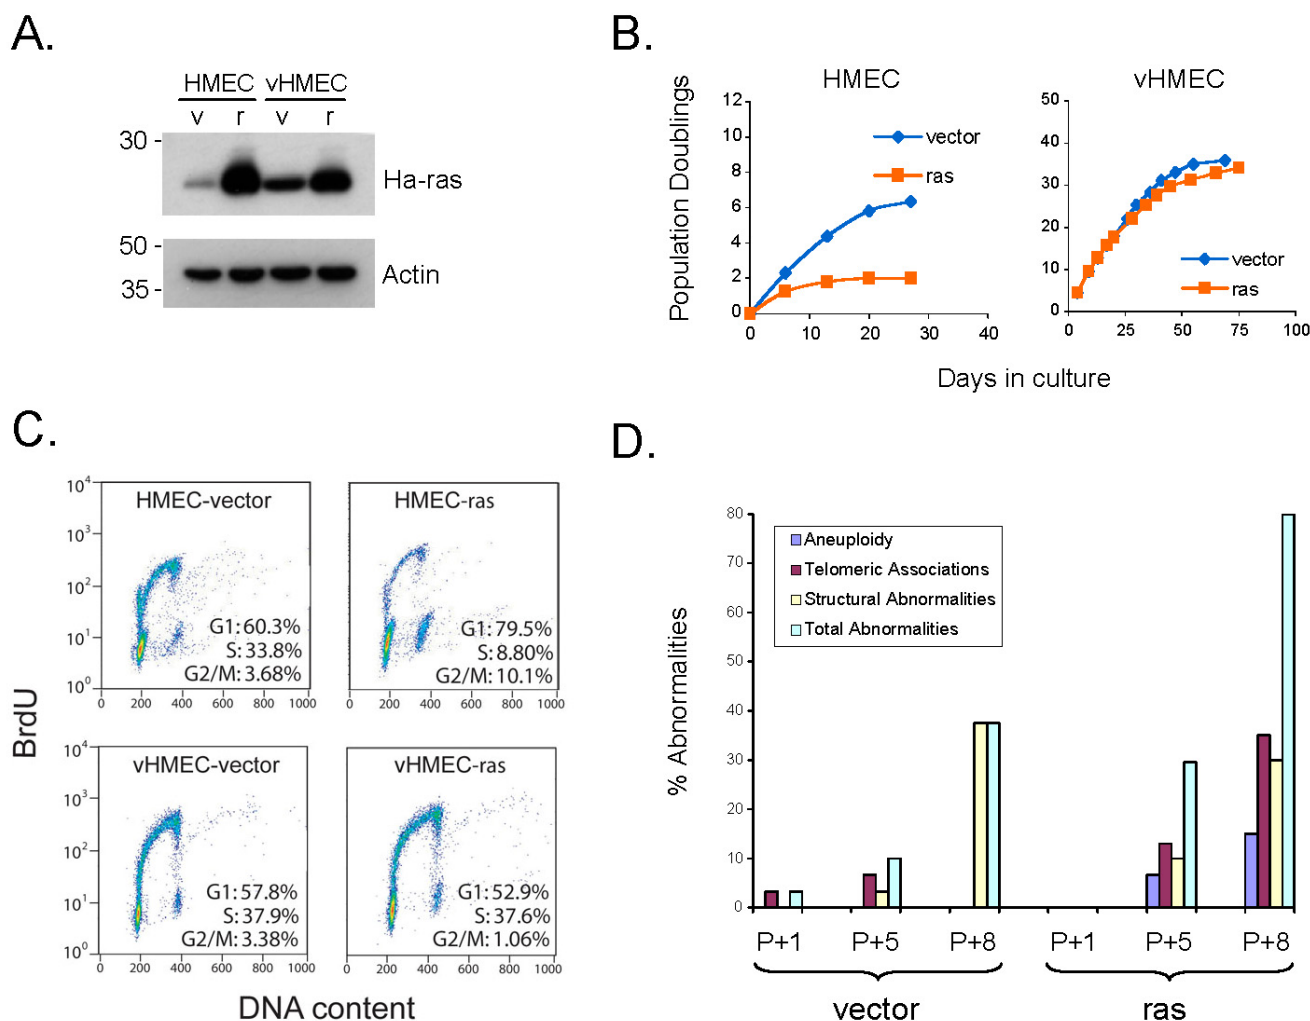 A.
HMEC vHMEC
v r v r
30 -
Ha-ras
50 -
35 -
Actin
B.
HMEC
Population Doublings
12
10
8
6
4
2
0
vector
ras
0 10 20 30 40
vHMEC
50
40
30
20
10
0
vector
ras
0 25 50 75 100
Days in culture
C.
BrdU
10^4
10^3
10^2
10^1
10^0
HMEC-vector
G1: 60.3%
S: 33.8%
G2/M: 3.68%
0 200 400 600 800 1000
HMEC-ras
G1: 79.5%
S: 8.80%
G2/M: 10.1%
0 200 400 600 800 1000
10^4
10^3
10^2
10^1
10^0
vHMEC-vector
G1: 57.8%
S: 37.9%
G2/M: 3.38%
0 200 400 600 800 1000
vHMEC-ras
G1: 52.9%
S: 37.6%
G2/M: 1.06%
0 200 400 600 800 1000
DNA content
D.
% Abnormalities
80
70
60
50
40
30
20
10
0
Aneuploidy
Telomeric Associations
Structural Abnormalities
Total Abnormalities
P+1 P+5 P+8 P+1 P+5 P+8
vector ras